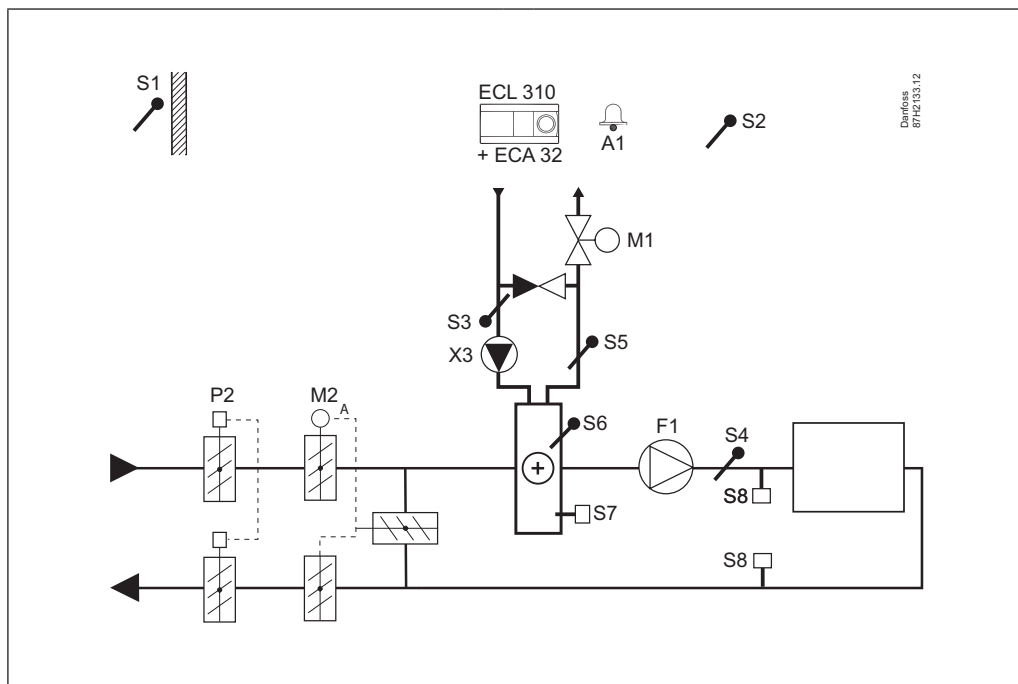 S1
ECL 310
+ ECA 32
A1
S2
Danfoss
87H2133.12
M1
S3
X3
S5
P2
M2
A
S6
F1
S4
S8
S7
S8
+